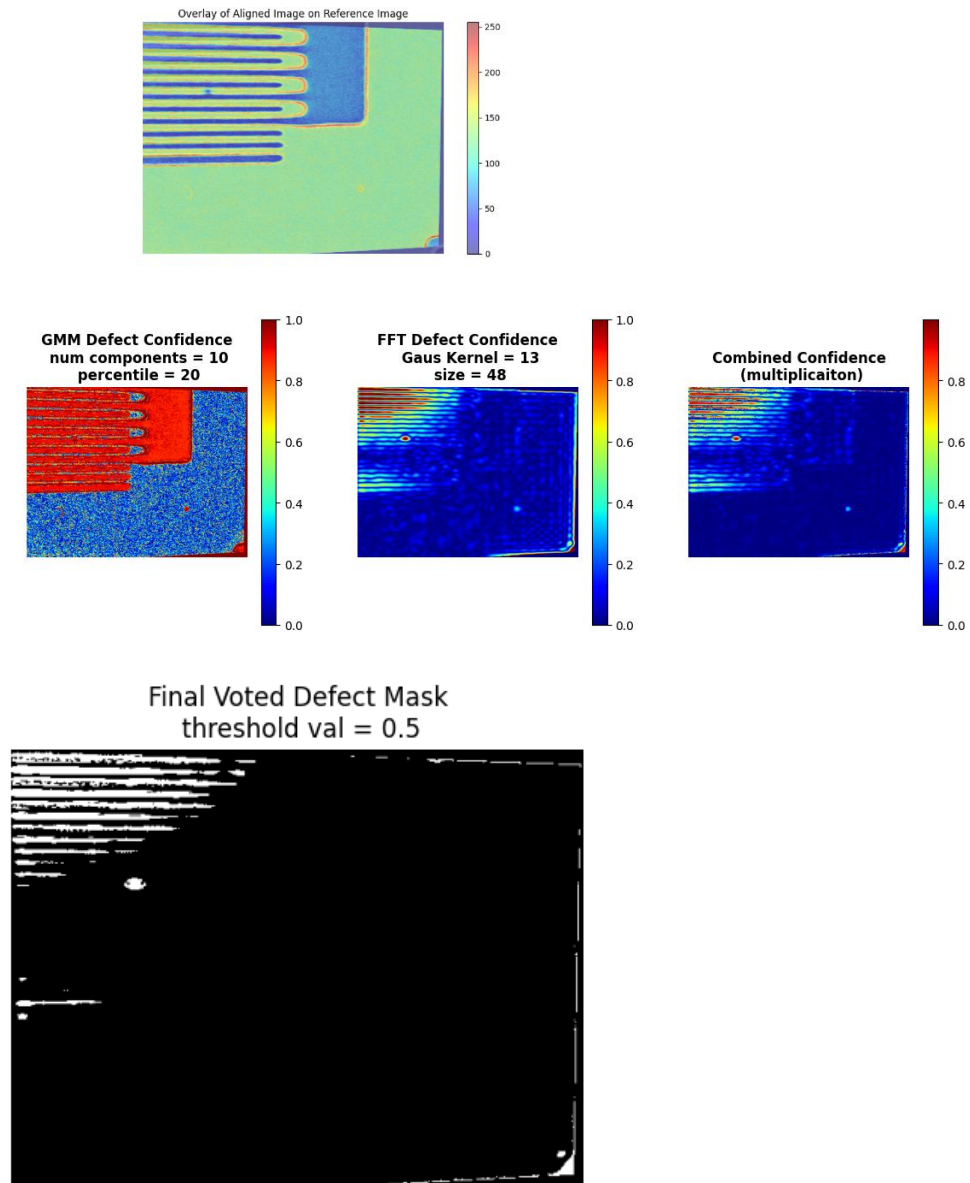 Overlay of Aligned Image on Reference Image
250
200
150
100
50
0
GMM Defect Confidence
num components = 10
percentile = 20
1.0
0.8
0.6
0.4
0.2
0.0
FFT Defect Confidence
Gaus Kernel = 13
size = 48
1.0
0.8
0.6
0.4
0.2
0.0
Combined Confidence
(multiplicaiton)
0.8
0.6
0.4
0.2
0.0
Final Voted Defect Mask
threshold val = 0.5